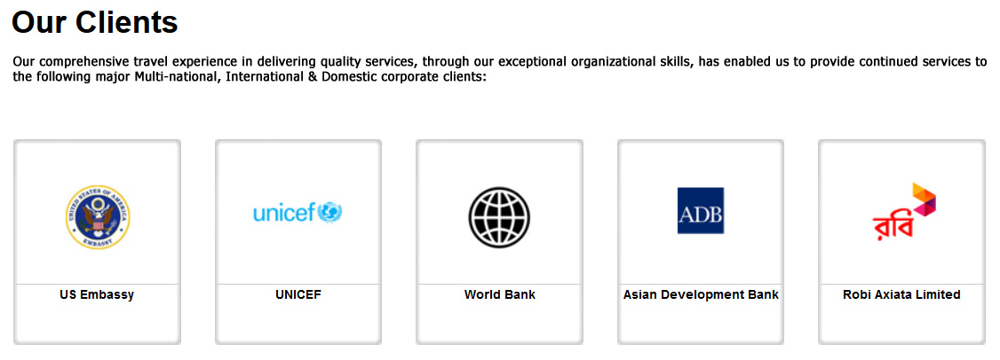 Our Clients
Our comprehensive travel experience in delivering quality services, through our exceptional organizational skills, has enabled us to provide continued services to
the following major Multi-national, International & Domestic corporate clients:
UNITED STATES OF AMERICA
EMBASSY
unicef
ADB
রবি
US Embassy
UNICEF
World Bank
Asian Development Bank
Robi Axiata Limited